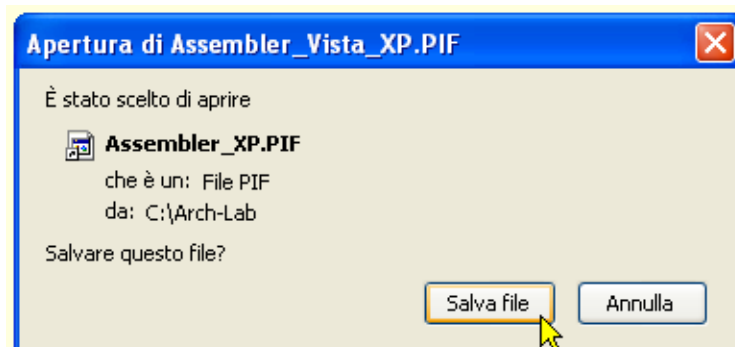 Apertura di Assembler_Vista_XP.PIF
È stato scelto di aprire
Assembler_XP.PIF
che è un: File PIF
da: C:\Arch-Lab
Salvare questo file?
Salva file Annulla